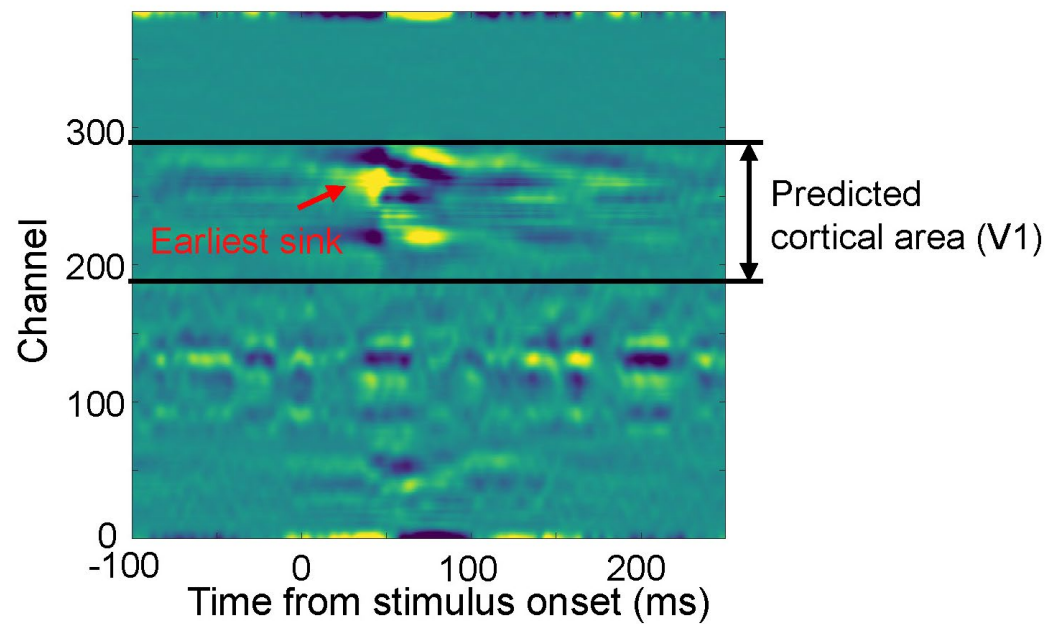 300
200
100
0
-100
0
100
200
Channel
Time from stimulus onset (ms)
Earliest sink
Predicted
cortical area (V1)